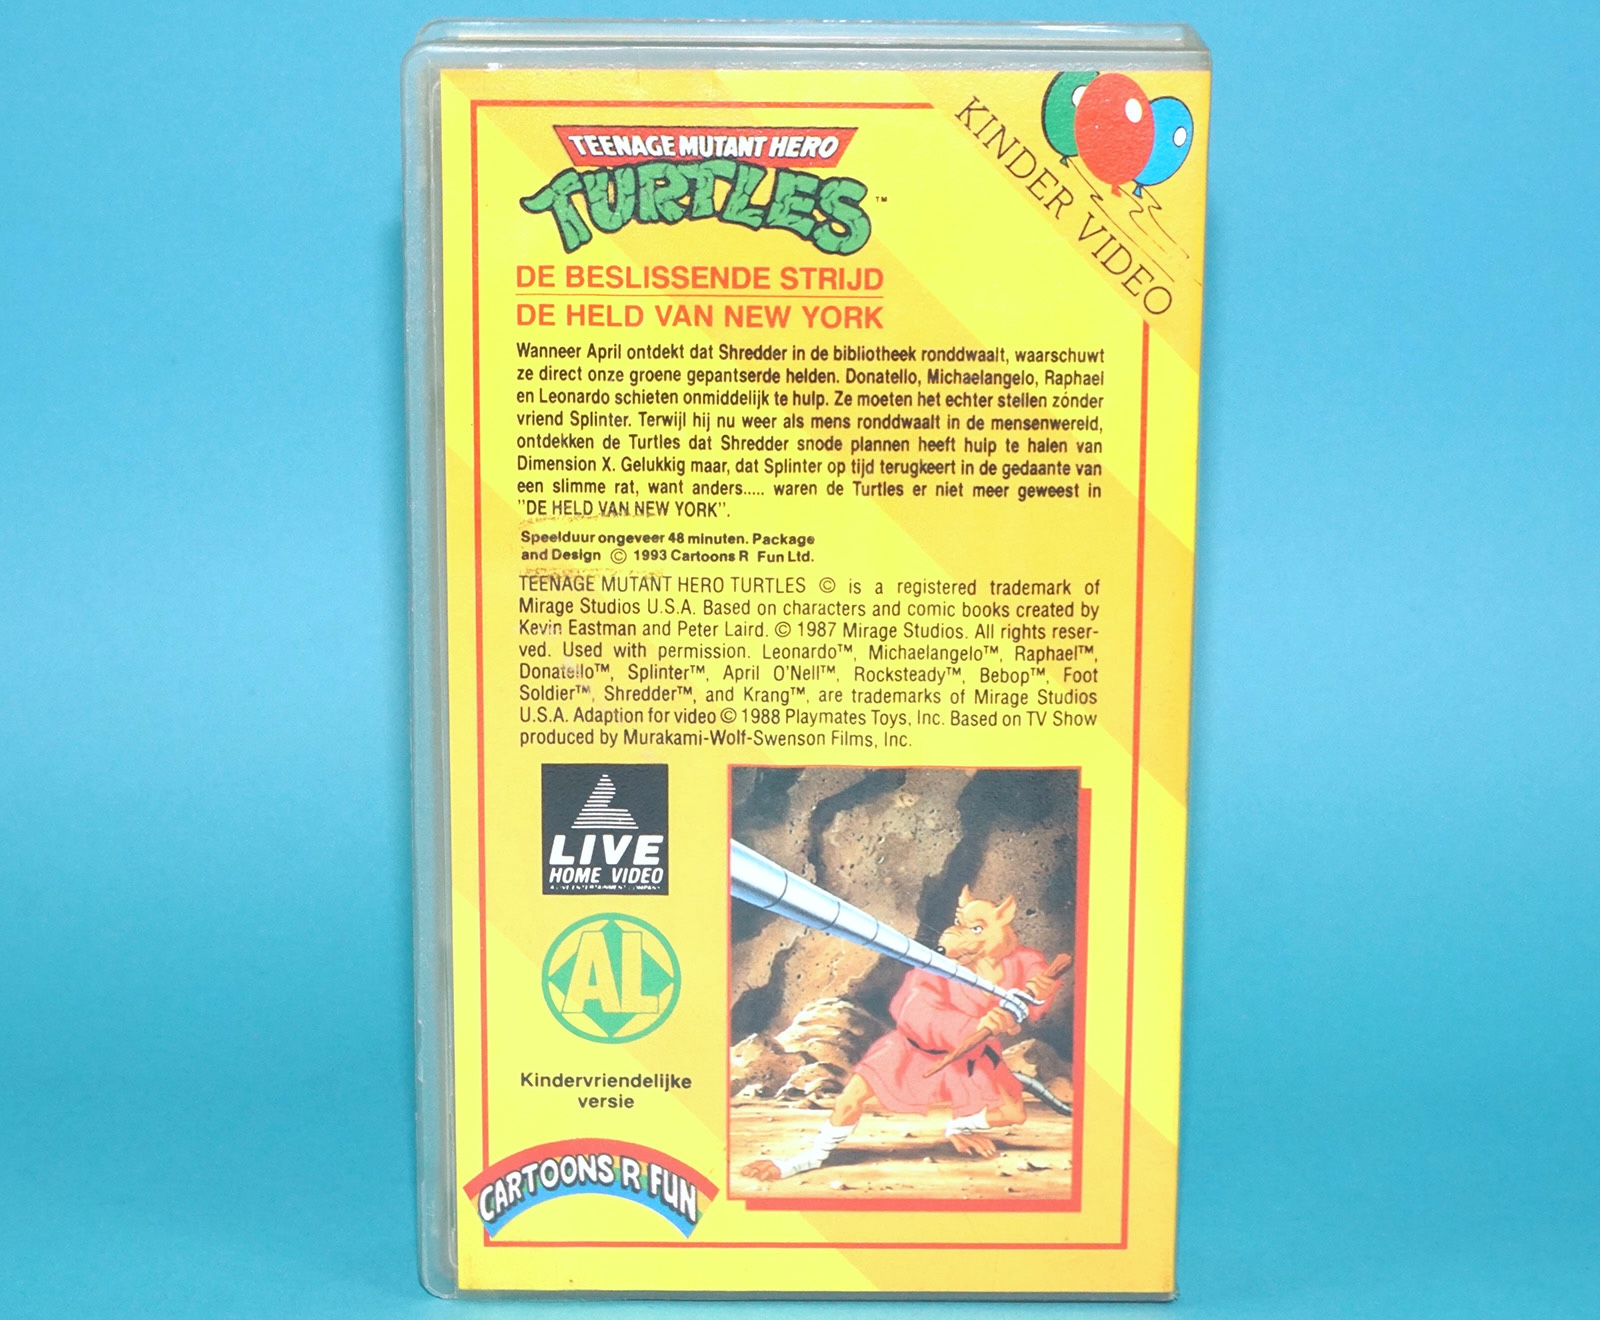 TEENAGE MUTANT HERO
TURTLES™
KINDER VIDEO
DE BESLISSENDE STRIJD
DE HELD VAN NEW YORK
Wanneer April ontdekt dat Shredder in de bibliotheek ronddwaalt, waarschuwt
ze direct onze groene gepantserde helden. Donatello, Michaelangelo, Raphael
en Leonardo schieten onmiddelijk te hulp. Ze moeten het echter stellen zónder
vriend Splinter. Terwijl hij nu weer als mens ronddwaalt in de mensenwereld,
ontdekken de Turtles dat Shredder snode plannen heeft hulp te halen van
Dimension X. Gelukkig maar, dat Splinter op tijd terugkeert in de gedaante van
een slimme rat, want anders..... waren de Turtles er niet meer geweest in
"DE HELD VAN NEW YORK".
Speelduur ongeveer 48 minuten. Package
and Design © 1993 Cartoons R Fun Ltd.
TEENAGE MUTANT HERO TURTLES © is a registered trademark of
Mirage Studios U.S.A. Based on characters and comic books created by
Kevin Eastman and Peter Laird. © 1987 Mirage Studios. All rights reser-
ved. Used with permission. Leonardo™, Michaelangelo™, Raphael™,
Donatello™, Splinter™, April O'Nell™, Rocksteady™, Bebop™, Foot
Soldier™, Shredder™, and Krang™, are trademarks of Mirage Studios
U.S.A. Adaption for video © 1988 Playmates Toys, Inc. Based on TV Show
produced by Murakami-Wolf-Swenson Films, Inc.
LIVE
HOME VIDEO
A LIVE ENTERTAINMENT COMPANY
AL
Kindervriendelijke
versie
CARTOONS R FUN